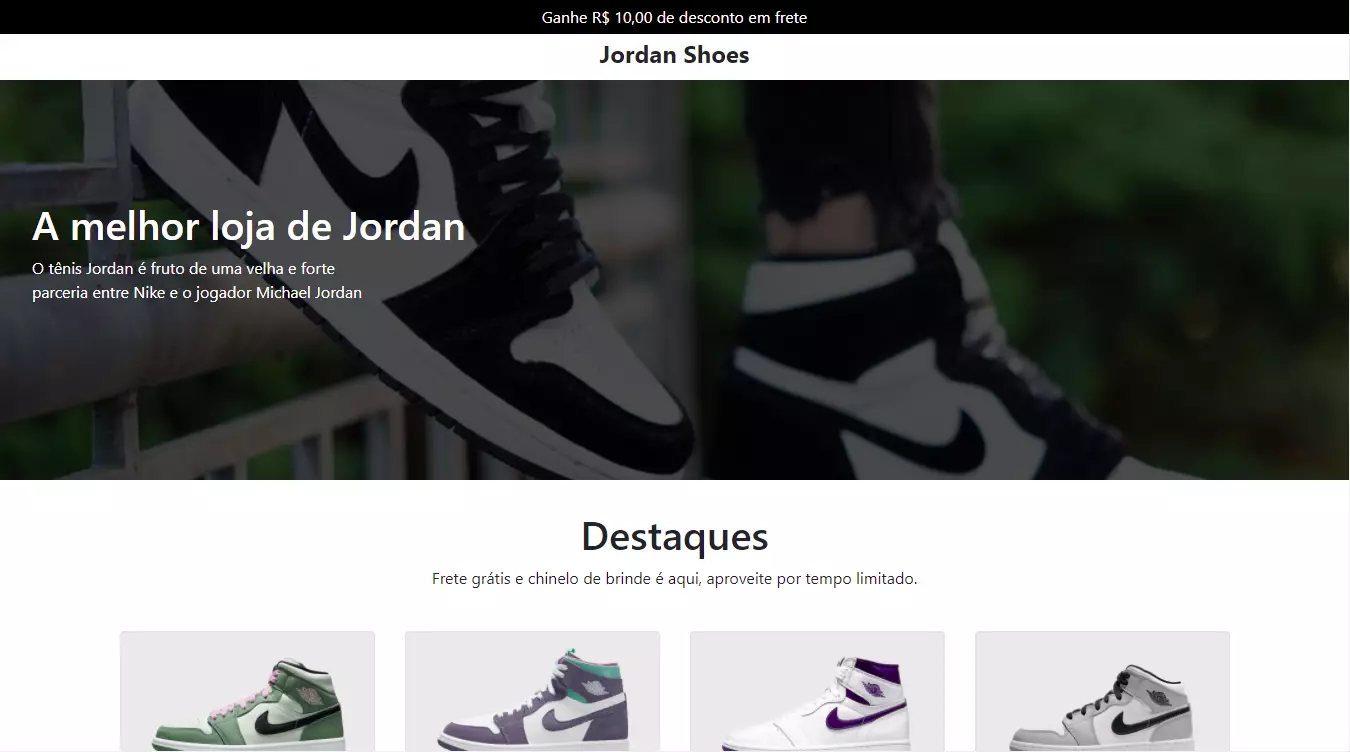 Ganhe R$ 10,00 de desconto em frete
Jordan Shoes
A melhor loja de Jordan
O tênis Jordan é fruto de uma velha e forte
parceria entre Nike e o jogador Michael Jordan
Destaques
Frete grátis e chinelo de brinde é aqui, aproveite por tempo limitado.